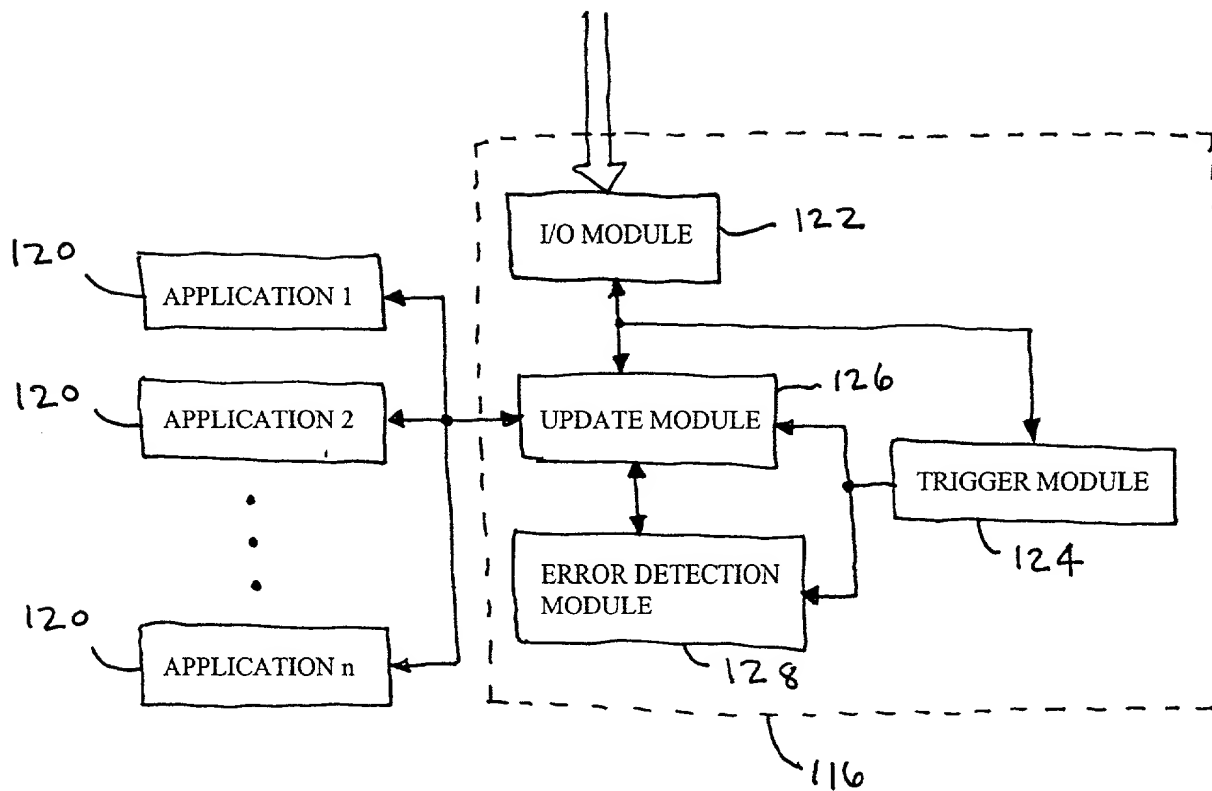 I/O MODULE
122
120
APPLICATION 1
120
APPLICATION 2
UPDATE MODULE
126
TRIGGER MODULE
124
ERROR DETECTION
MODULE
128
120
APPLICATION n
116